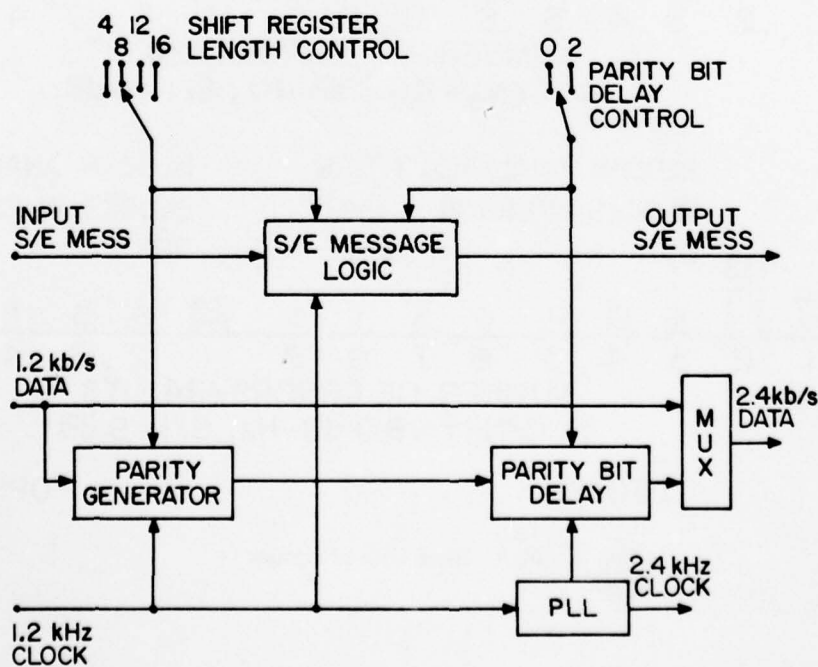 4 12
8 16
SHIFT REGISTER
LENGTH CONTROL
0 2
PARITY BIT
DELAY
CONTROL
INPUT
S/E MESS
S/E MESSAGE
LOGIC
OUTPUT
S/E MESS
1.2 kb/s
DATA
MUX
2.4kb/s
DATA
PARITY
GENERATOR
PARITY BIT
DELAY
1.2 kHz
CLOCK
PLL
2.4 kHz
CLOCK